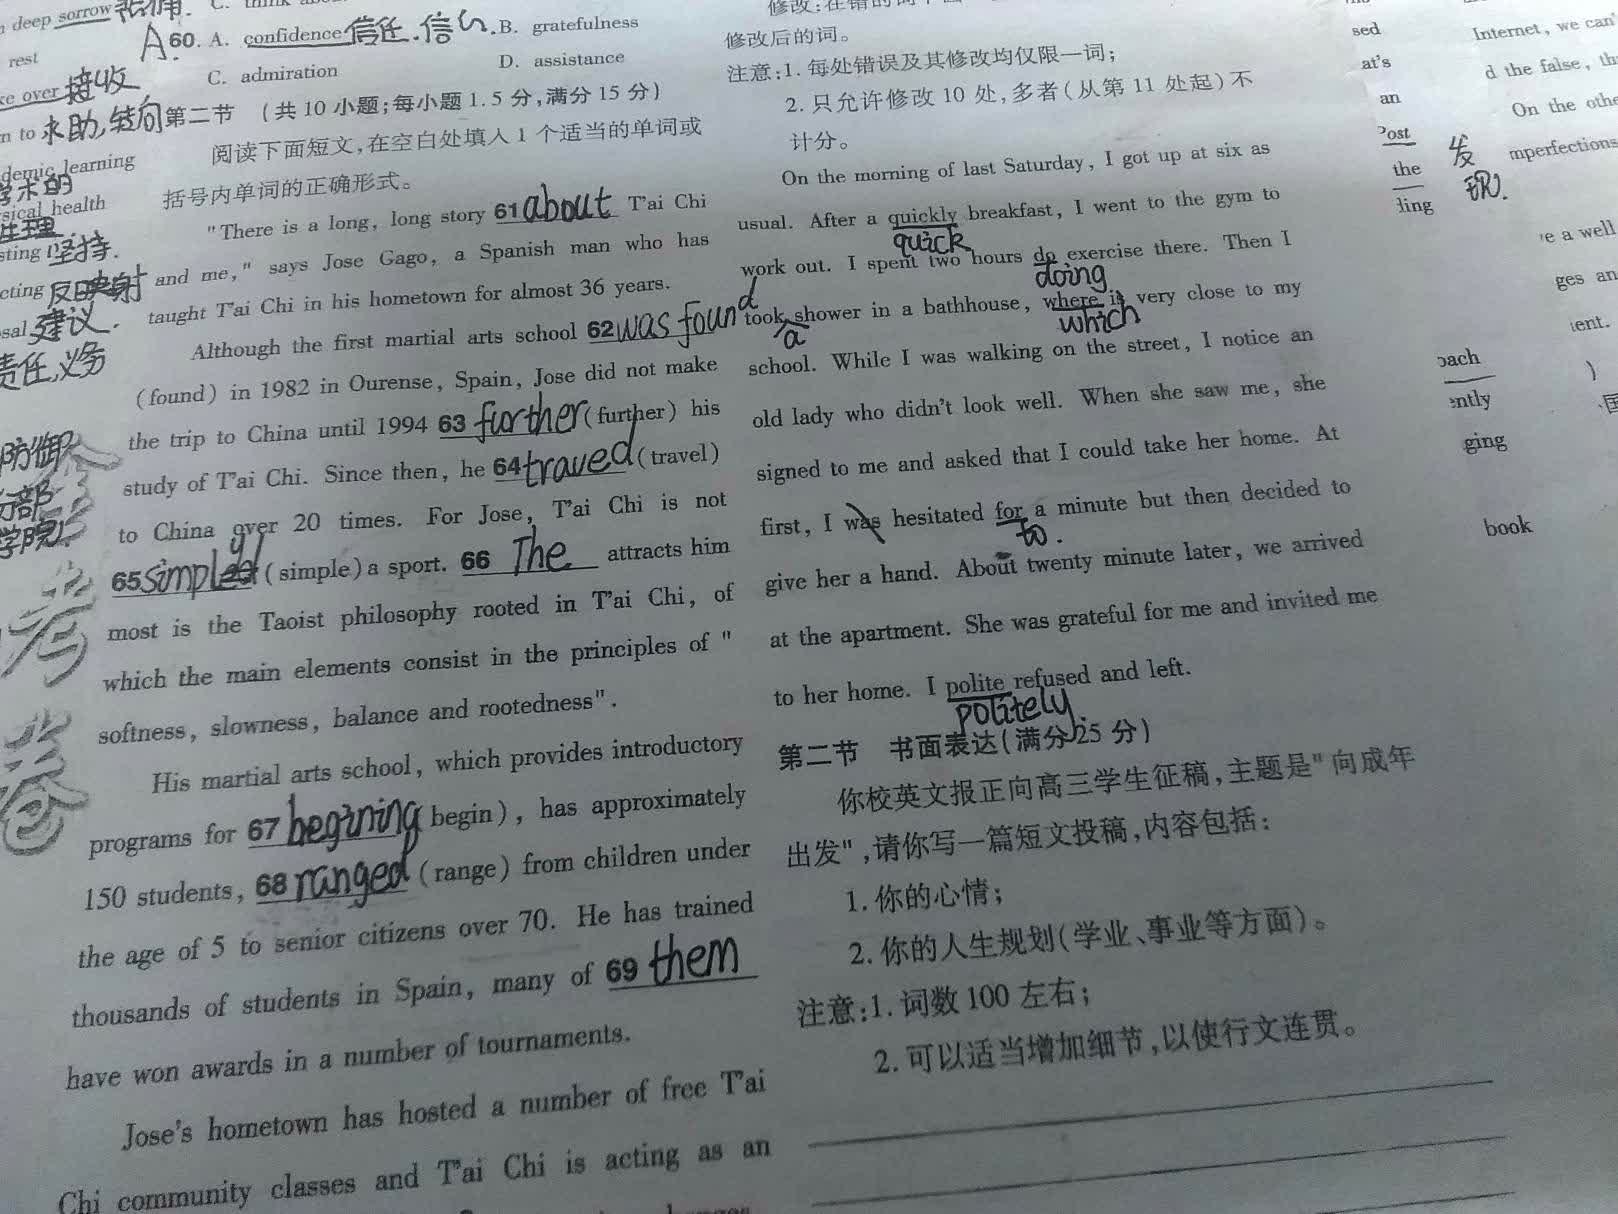 deep sorrow
rest
over 接收
to 求助,转向
demic learning
学术的
sical health
生理
sting 坚持.
cting 反映射
sal 建议.
责任,义务
防御
学院
考
卷
A. 60. A. confidence 信任.信心. B. gratefulness
C. admiration D. assistance
第二节 (共 10 小题;每小题 1.5 分,满分 15 分)
阅读下面短文,在空白处填入 1 个适当的单词或
括号内单词的正确形式。
"There is a long, long story 61 about T'ai Chi
and me," says Jose Gago, a Spanish man who has
taught T'ai Chi in his hometown for almost 36 years.
Although the first martial arts school 62 was found
(found) in 1982 in Ourense, Spain, Jose did not make
the trip to China until 1994 63 further (further) his
study of T'ai Chi. Since then, he 64 traved (travel)
to China over 20 times. For Jose, T'ai Chi is not
65 simple (simple) a sport. 66 The attracts him
most is the Taoist philosophy rooted in T'ai Chi, of
which the main elements consist in the principles of "
softness, slowness, balance and rootedness".
His martial arts school, which provides introductory
programs for 67 begining (begin), has approximately
150 students, 68 ranged (range) from children under
the age of 5 to senior citizens over 70. He has trained
thousands of students in Spain, many of 69 them
have won awards in a number of tournaments.
Jose's hometown has hosted a number of free T'ai
Chi community classes and T'ai Chi is acting as an
修改后的词。
注意:1. 每处错误及其修改均仅限一词;
2. 只允许修改 10 处,多者(从第 11 处起)不
计分。
On the morning of last Saturday, I got up at six as
usual. After a quickly breakfast, I went to the gym to
quick
work out. I spent two hours do exercise there. Then I
doing
took shower in a bathhouse, where is very close to my
a which
school. While I was walking on the street, I notice an
old lady who didn't look well. When she saw me, she
signed to me and asked that I could take her home. At
first, I was hesitated for a minute but then decided to
to.
give her a hand. About twenty minute later, we arrived
at the apartment. She was grateful for me and invited me
to her home. I polite refused and left.
politely.
第二节 书面表达(满分 25 分)
你校英文报正向高三学生征稿,主题是"向成年
出发",请你写一篇短文投稿,内容包括:
1. 你的心情;
2. 你的人生规划(学业、事业等方面)。
注意:1. 词数 100 左右;
2. 可以适当增加细节,以使行文连贯。
sed
at's
an
Post
the
ding
Internet, we can'
d the false, th
On the othe
发 mperfections
印.
e a well
ges an
ent.
oach
ently
ging
book